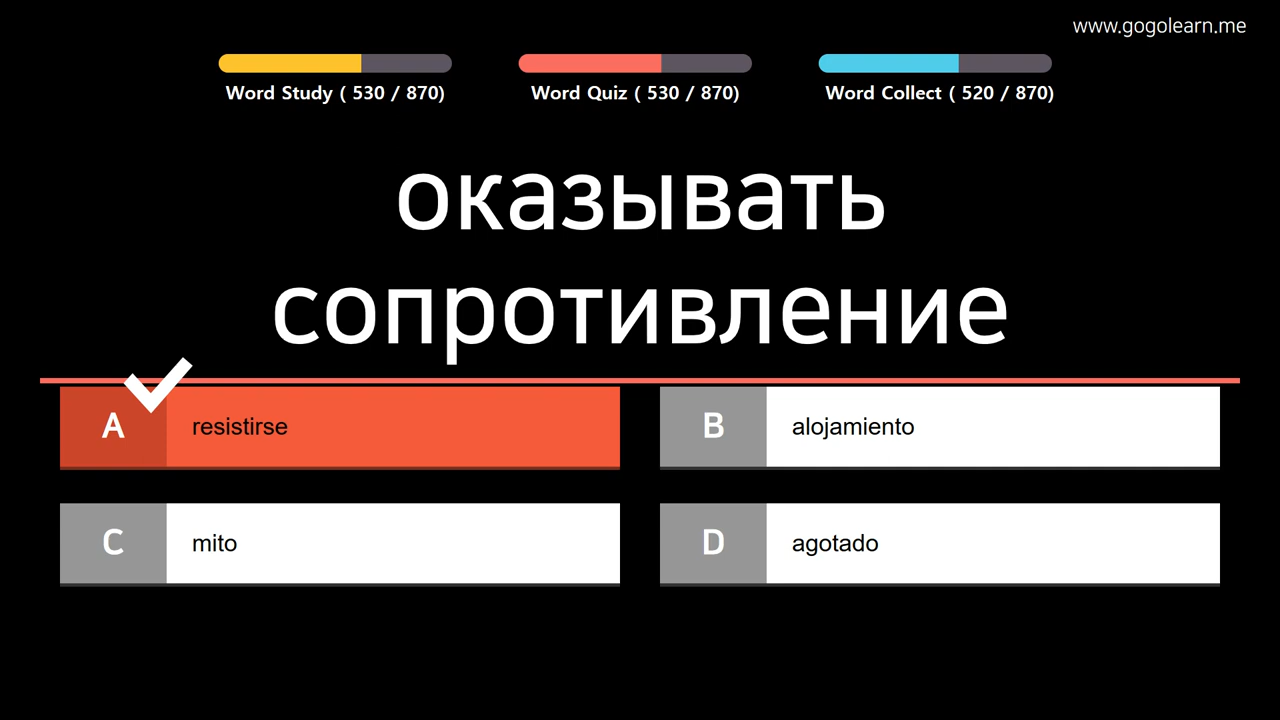 www.gogolearn.me
Word Study ( 530 / 870)
Word Quiz ( 530 / 870)
Word Collect ( 520 / 870)
оказывать
сопротивление
A resistirse
B alojamiento
C mito
D agotado